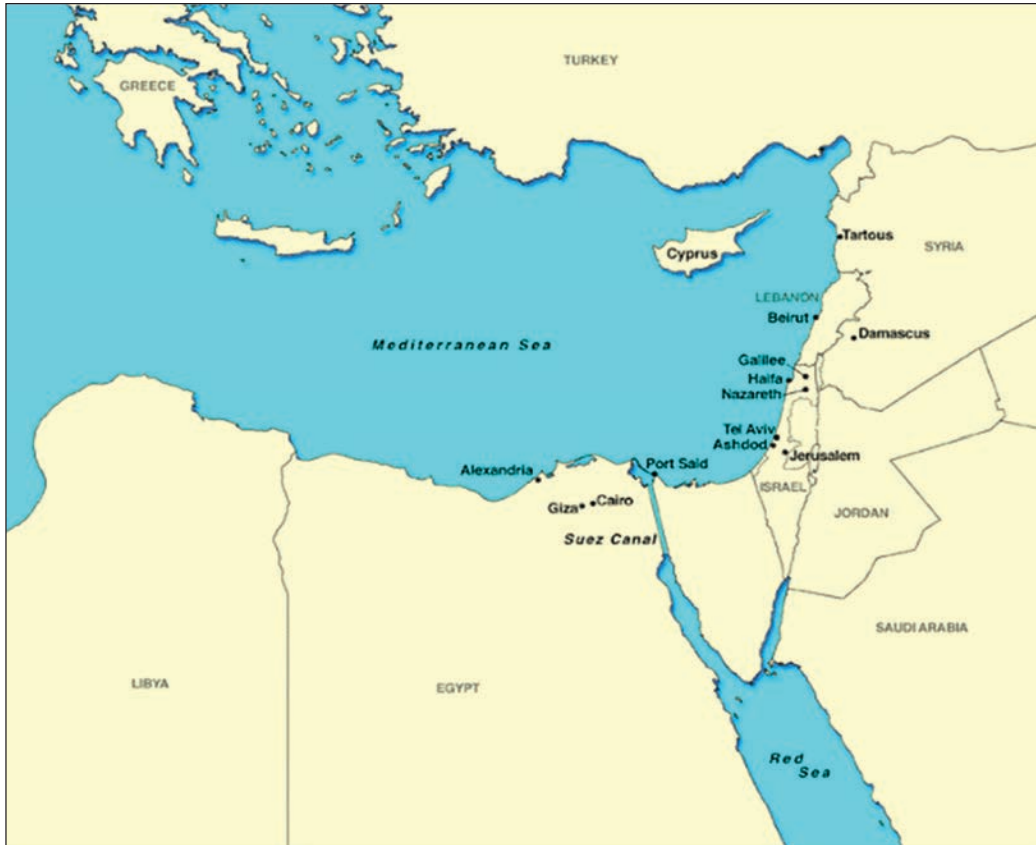 TURKEY
GREECE
Tartous
SYRIA
Cyprus
LEBANON
Beirut
Damascus
Mediterranean Sea
Galilee
Haifa
Nazareth
Tel Aviv
Ashdod
Jerusalem
Alexandria
Port Said
ISRAEL
Giza
Cairo
JORDAN
Suez Canal
SAUDI ARABIA
LIBYA
EGYPT
Red
Sea